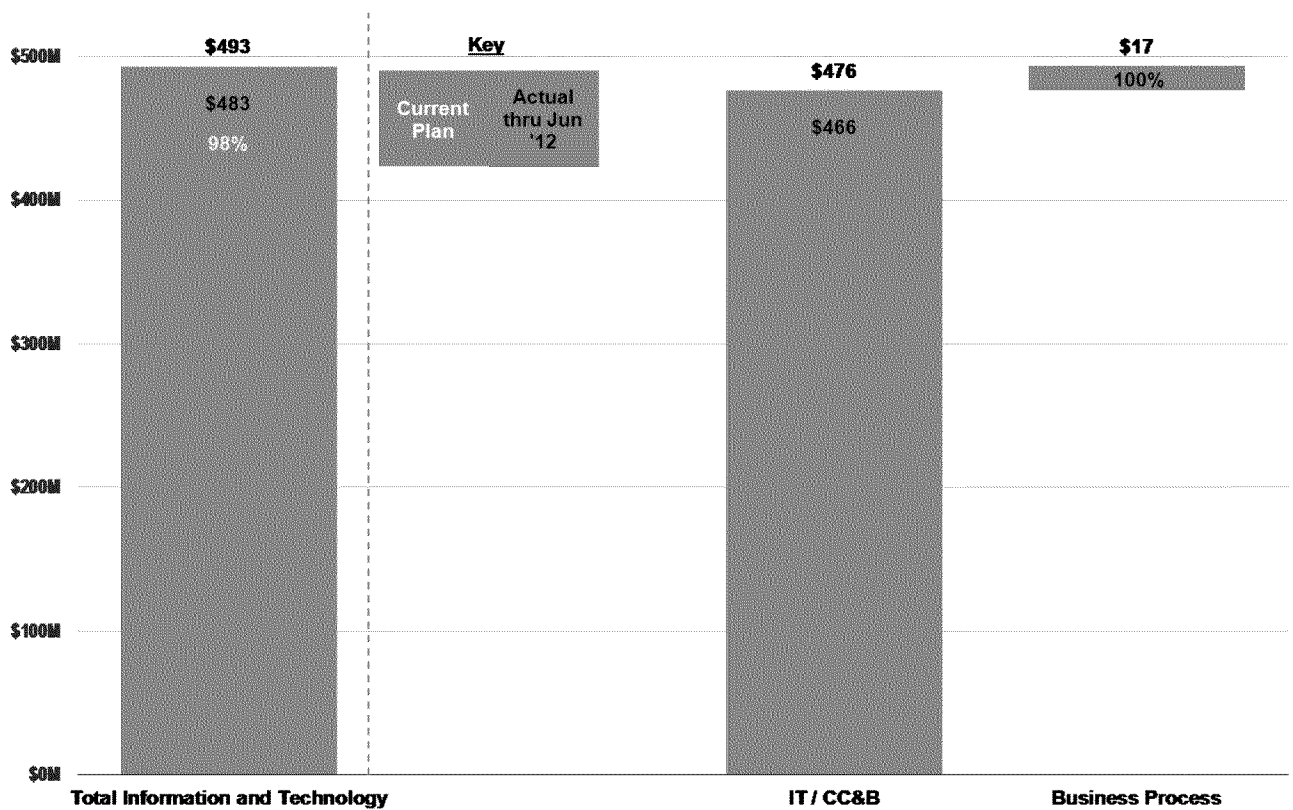 $493
Key
$17
$500M
$476
100%
$483
Current
Plan
Actual
thru Jun
'12
98%
$466
$400M
$300M
$200M
$100M
$0M
Total Information and Technology
IT / CC&B
Business Process